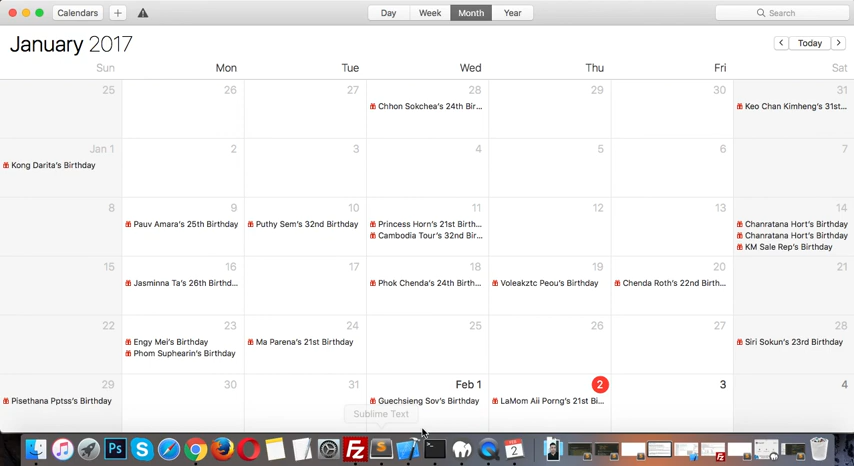 Calendars + Day Week Month Year Search
January 2017 Today
Sun Mon Tue Wed Thu Fri Sat
25 26 27 28 29 30 31
Chhon Sokchea's 24th Bir... Keo Chan Kimheng's 31st...
Jan 1 2 3 4 5 6 7
Kong Darita's Birthday
8 9 10 11 12 13 14
Pauv Amara's 25th Birthday Puthy Sem's 32nd Birthday Princess Horn's 21st Birth... Chanratana Hort's Birthday
Cambodia Tour's 32nd Bir... Chanratana Hort's Birthday
KM Sale Rep's Birthday
15 16 17 18 19 20 21
Jasminna Ta's 26th Birthd... Phok Chenda's 24th Birth... Voleakztc Peou's Birthday Chenda Roth's 22nd Birth...
22 23 24 25 26 27 28
Engy Mei's Birthday Ma Parena's 21st Birthday Siri Sokun's 23rd Birthday
Phom Suphearin's Birthday
29 30 31 Feb 1 2 3 4
Pisethana Pptss's Birthday Guechsieng Sov's Birthday LaMom Aii Porng's 21st Bi...
Sublime Text
Ps S Fz S 2